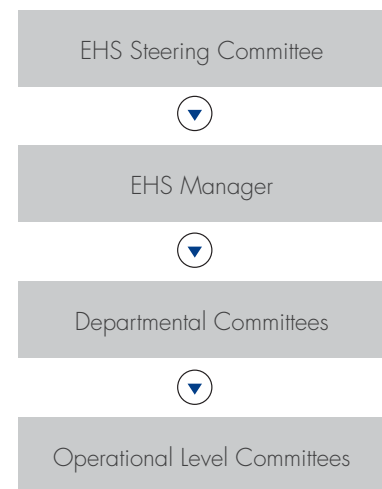 EHS Steering Committee
EHS Manager
Departmental Committees
Operational Level Committees